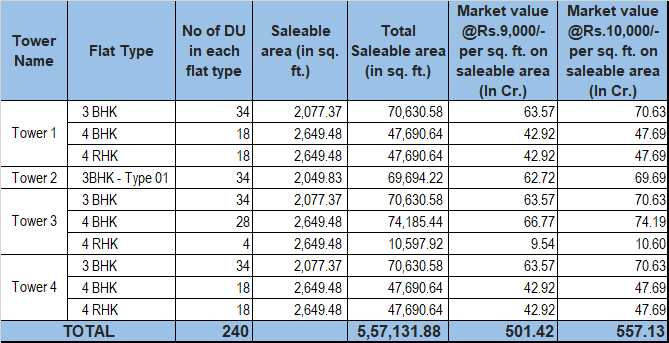 Tower Name | Flat Type | No of DU in each flat type | Saleable area (in sq. ft.) | Total Saleable area (in sq. ft.) | Market value @Rs.9,000/- per sq. ft. on saleable area (In Cr.) | Market value @Rs.10,000/- per sq. ft. on saleable area (In Cr.)
Tower 1 | 3 BHK | 34 | 2,077.37 | 70,630.58 | 63.57 | 70.63
4 BHK | 18 | 2,649.48 | 47,690.64 | 42.92 | 47.69
4 RHK | 18 | 2,649.48 | 47,690.64 | 42.92 | 47.69
Tower 2 | 3BHK - Type 01 | 34 | 2,049.83 | 69,694.22 | 62.72 | 69.69
Tower 3 | 3 BHK | 34 | 2,077.37 | 70,630.58 | 63.57 | 70.63
4 BHK | 28 | 2,649.48 | 74,185.44 | 66.77 | 74.19
4 RHK | 4 | 2,649.48 | 10,597.92 | 9.54 | 10.60
Tower 4 | 3 BHK | 34 | 2,077.37 | 70,630.58 | 63.57 | 70.63
4 BHK | 18 | 2,649.48 | 47,690.64 | 42.92 | 47.69
4 RHK | 18 | 2,649.48 | 47,690.64 | 42.92 | 47.69
TOTAL | 240 | 5,57,131.88 | 501.42 | 557.13